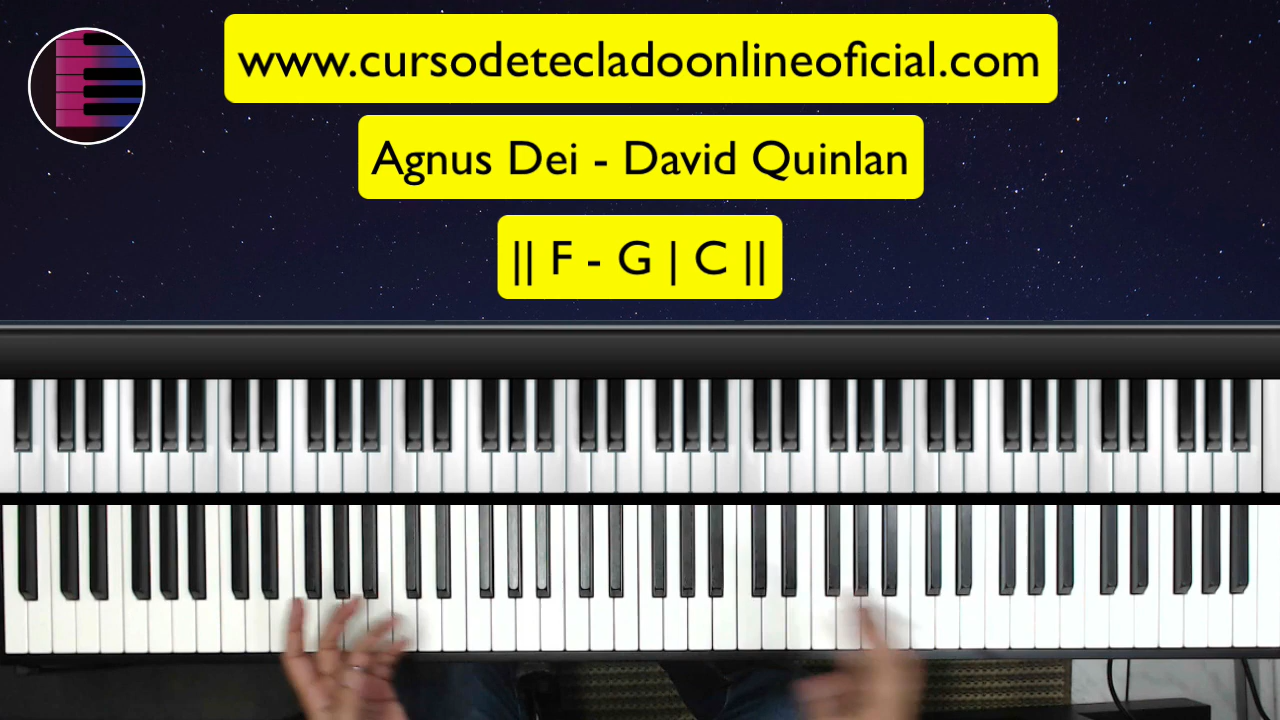 www.cursodetecladoonlineoficial.com
Agnus Dei - David Quinlan
|| F - G | C ||